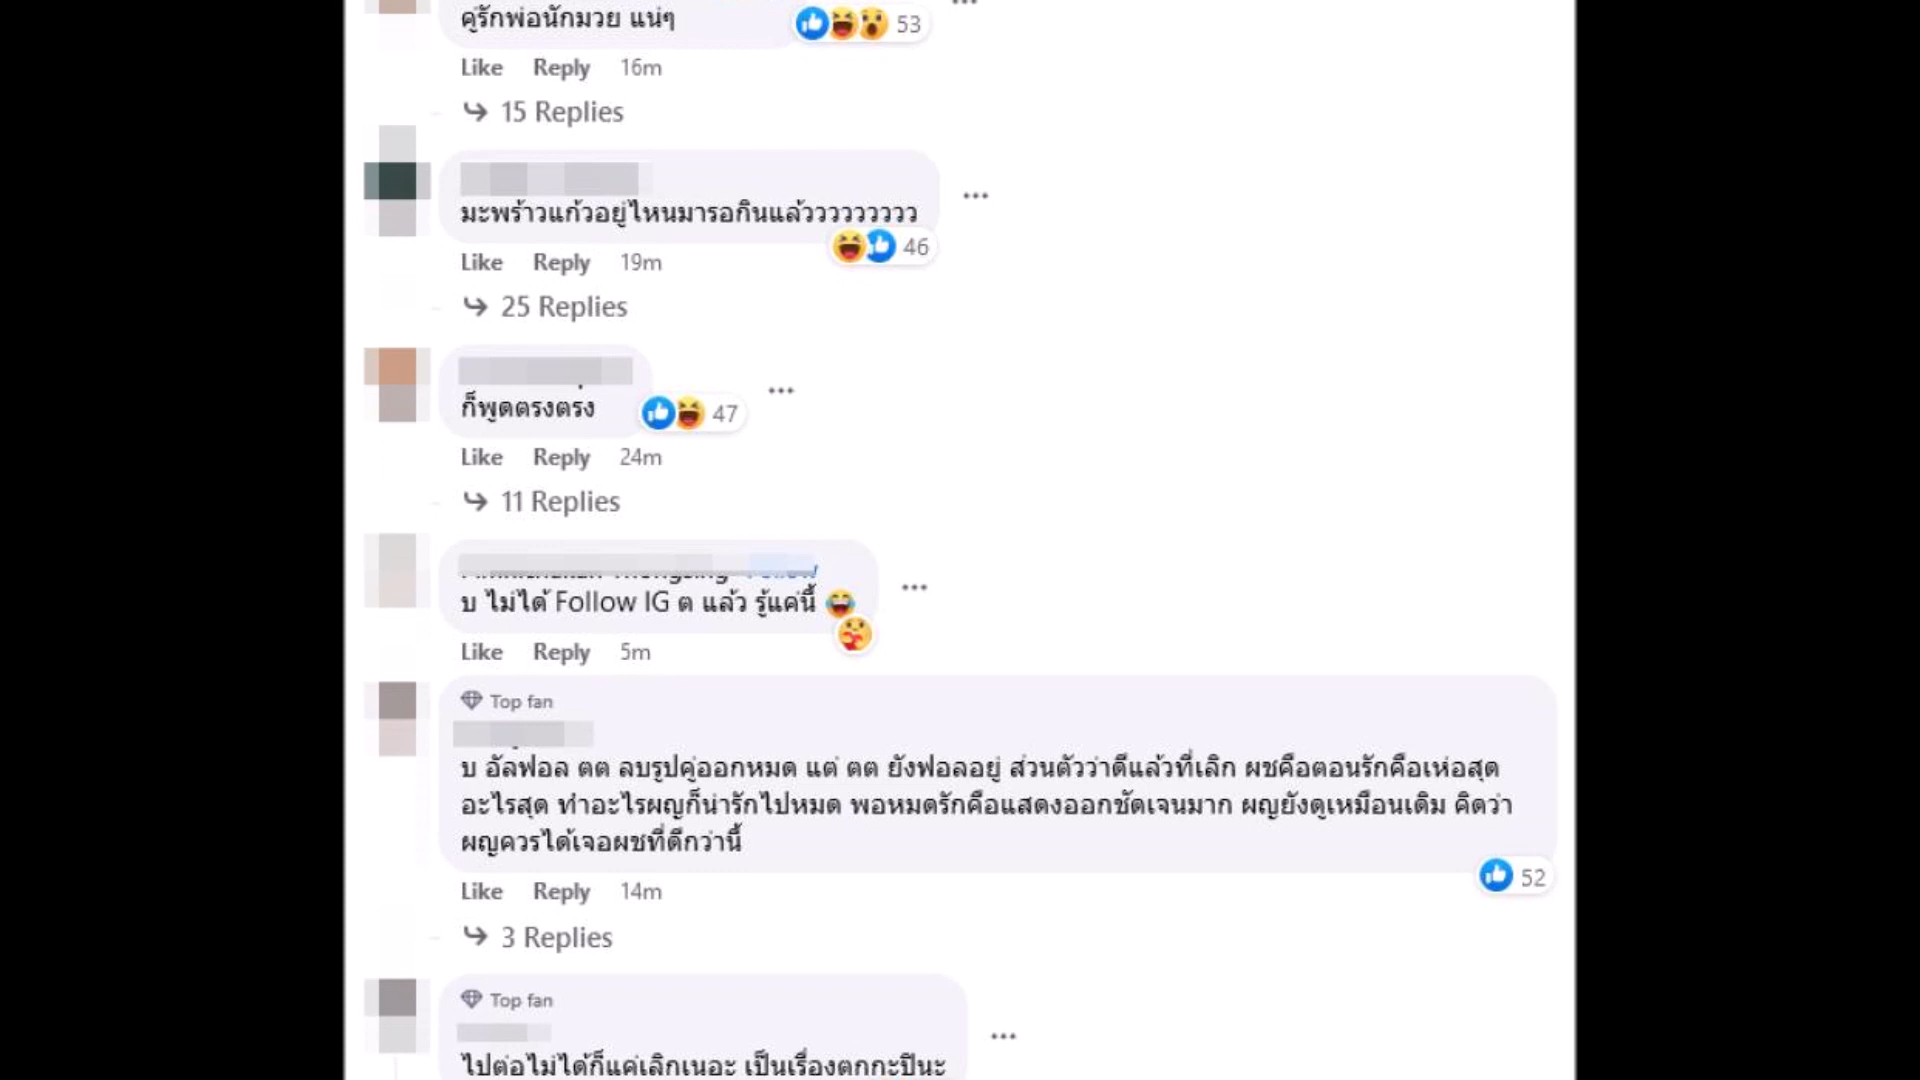 คู่รักพ่อนักมวย แน่ๆ
53
Like Reply 16m
15 Replies
มะพร้าวแก้วอยู่ไหนมารอกินแล้วววววววววว
46
Like Reply 19m
25 Replies
ก็พูดตรงตร่ง
47
Like Reply 24m
11 Replies
บ ไม่ได้ Follow IG ต แล้ว รู้แค่นี้
Like Reply 5m
Top fan
บ อัลฟอล ตต ลบรูปคู่ออกหมด แต่ ตต ยังฟอลอยู่ ส่วนตัวว่าดีแล้วที่เลิก ผชคือตอนรักคือเห่อสุด
อะไรสุด ทำอะไรผญก็น่ารักไปหมด พอหมดรักคือแสดงออกชัดเจนมาก ผญยังดูเหมือนเดิม คิดว่า
ผญควรได้เจอผชที่ดีกว่านี้
52
Like Reply 14m
3 Replies
Top fan
ไปต่อไม่ได้ก็แค่เลิกเนอะ เป็นเรื่องตกกะปินะ